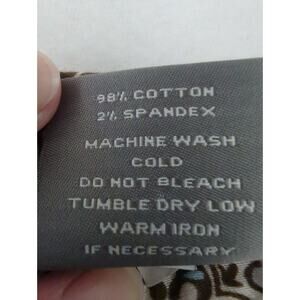 98% COTTON
2% SPANDEX
MACHINE WASH
COLD
DO NOT BLEACH
TUMBLE DRY LOW
WARM IRON
IF NECESSARY